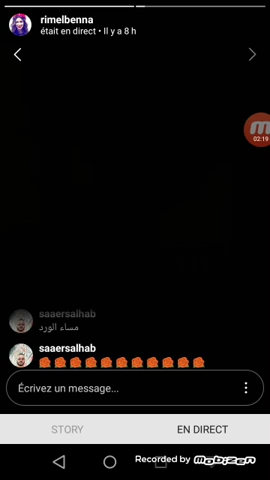 rimelbenna
était en direct • Il y a 8 h
02:19
saaersalhab
مساء الورد
saaersalhab
Écrivez un message...
STORY
EN DIRECT
Recorded by Mobizen